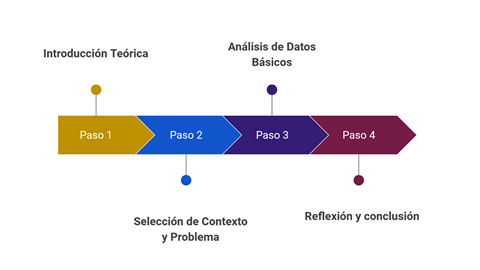 Introducción Teórica
Análisis de Datos
Básicos
Paso 1
Paso 2
Paso 3
Paso 4
Selección de Contexto
y Problema
Reflexión y conclusión